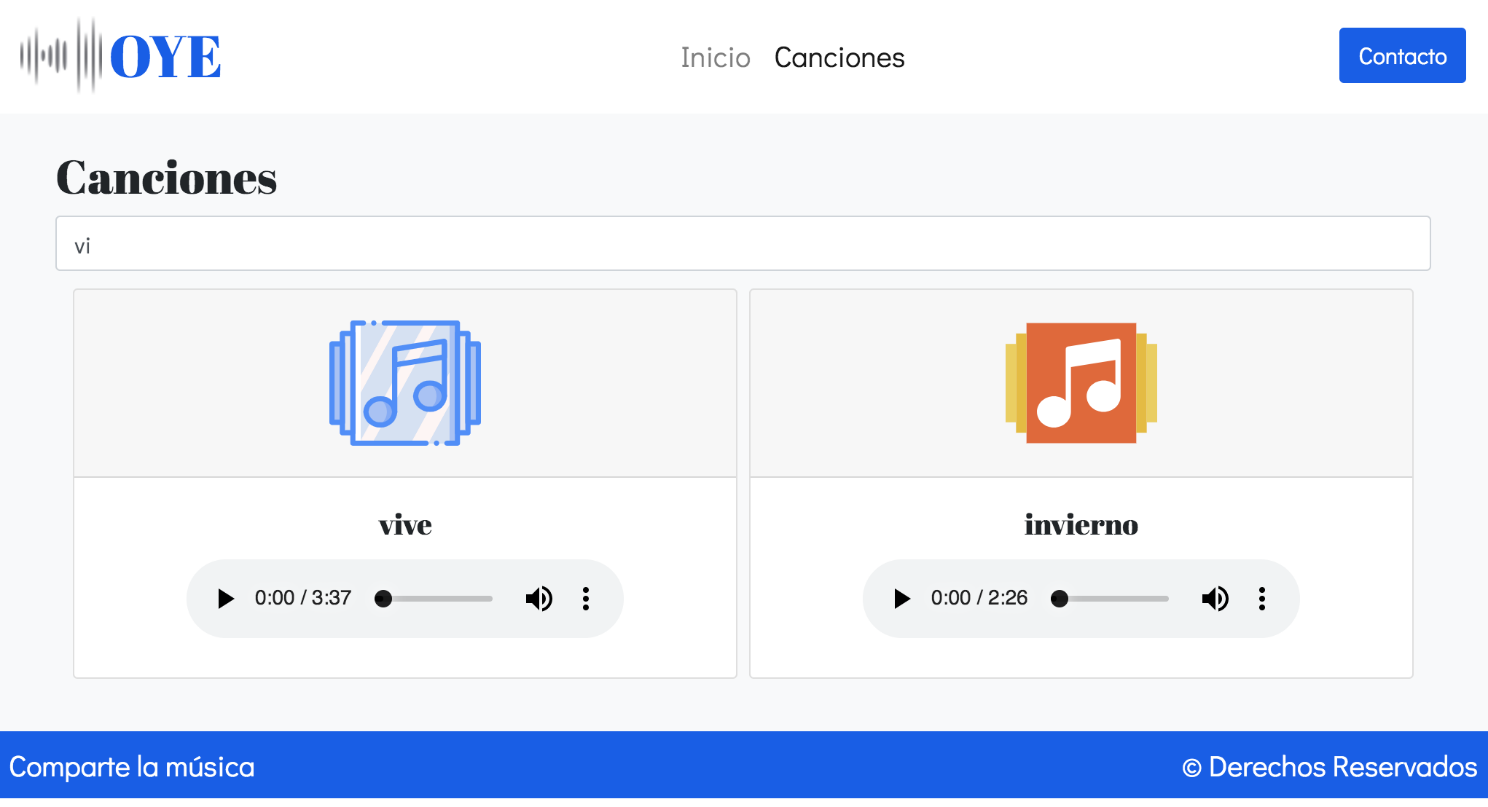 OYE
Inicio Canciones
Contacto
Canciones
vi
vive
0:00 / 3:37
invierno
0:00 / 2:26
Comparte la música
© Derechos Reservados